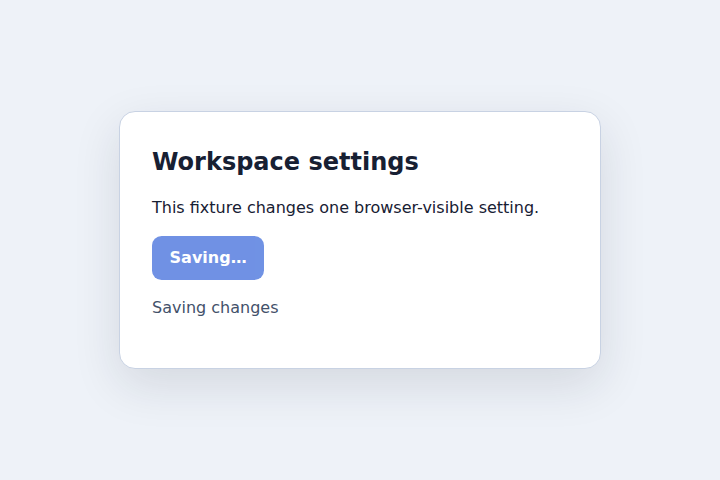 Workspace settings
This fixture changes one browser-visible setting.
Saving…
Saving changes